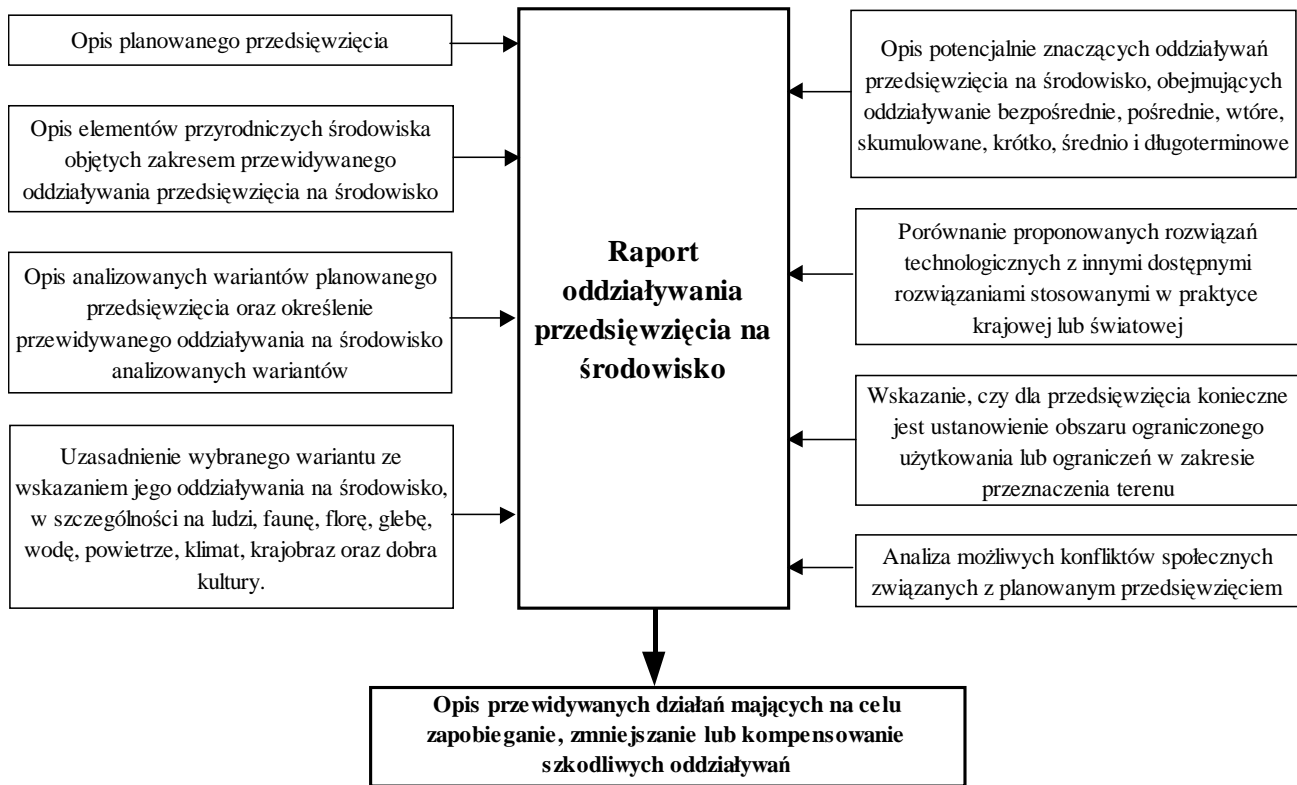 Opis planowanego przedsięwzięcia
Opis elementów przyrodniczych środowiska
objętych zakresem przewidywanego
oddziaływania przedsięwzięcia na środowisko
Opis analizowanych wariantów planowanego
przedsięwzięcia oraz określenie
przewidywanego oddziaływania na środowisko
analizowanych wariantów
Uzasadnienie wybranego wariantu ze
wskazaniem jego oddziaływania na środowisko,
w szczególności na ludzi, faunę, florę, glebę,
wodę, powietrze, klimat, krajobraz oraz dobra
kultury.
Raport
oddziaływania
przedsięwzięcia na
środowisko
Opis potencjalnie znaczących oddziaływań
przedsięwzięcia na środowisko, obejmujących
oddziaływanie bezpośrednie, pośrednie, wtóre,
skumulowane, krótko, średnio i długoterminowe
Porównanie proponowanych rozwiązań
technologicznych z innymi dostępnymi
rozwiązaniami stosowanymi w praktyce
krajowej lub światowej
Wskazanie, czy dla przedsięwzięcia konieczne
jest ustanowienie obszaru ograniczonego
użytkowania lub ograniczeń w zakresie
przeznaczenia terenu
Analiza możliwych konfliktów społecznych
związanych z planowanym przedsięwzięciem
Opis przewidywanych działań mających na celu
zapobieganie, zmniejszanie lub kompensowanie
szkodliwych oddziaływań